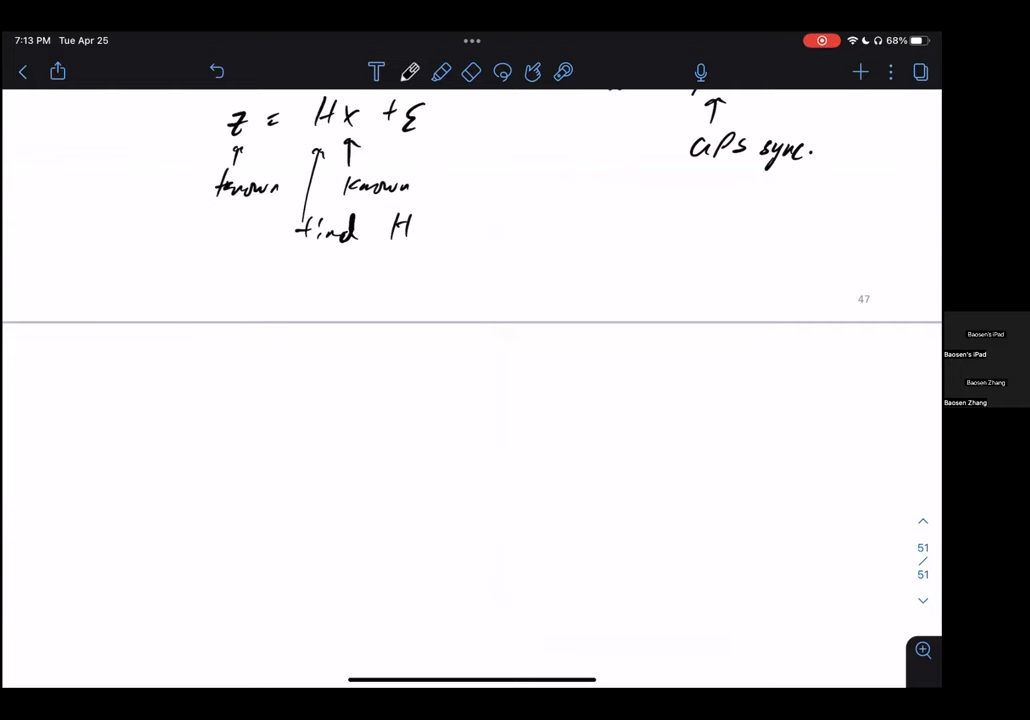 7:13 PM Tue Apr 25
68%
T
z = Hx + ε
GPS sync.
known known
find H
47
Baosen's iPad
Baosen's iPad
Baosen Zhang
Baosen Zhang
51
/
51